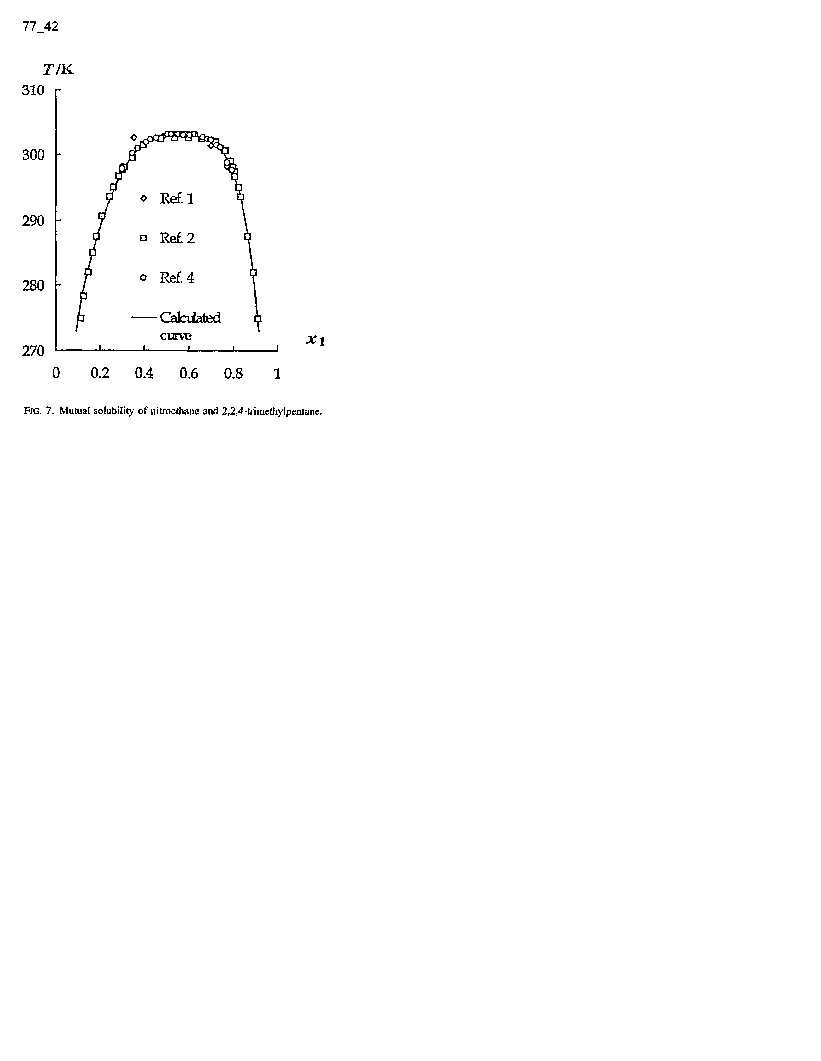 77_42
T/K
310
300
290
280
270
Ref. 1
Ref. 2
Ref. 4
Calculated
curve
x1
0 0.2 0.4 0.6 0.8 1
FIG. 7. Mutual solubility of nitroethane and 2,2,4-trimethylpentane.